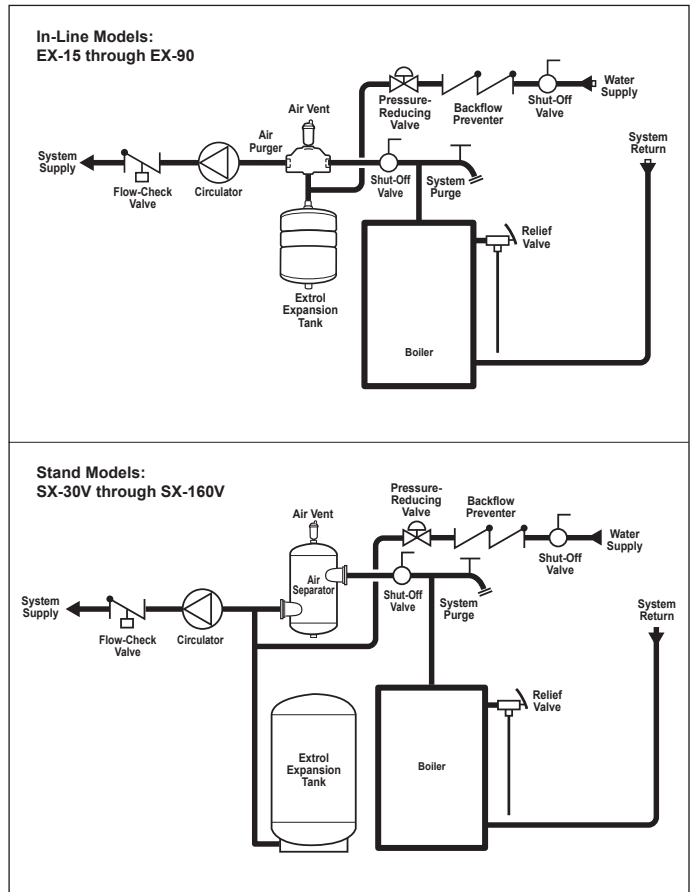 In-Line Models:
EX-15 through EX-90
Air Vent
Pressure-
Reducing
Valve
Backflow
Preventer
Shut-Off
Valve
Water
Supply
Air
Purger
System
Return
System
Supply
Flow-Check
Valve
Circulator
Shut-Off
Valve
System
Purge
Relief
Valve
Extrol
Expansion
Tank
Boiler
Stand Models:
SX-30V through SX-160V
Pressure-
Reducing
Valve
Backflow
Preventer
Air Vent
Water
Supply
Shut-Off
Valve
Air
Separator
Shut-Off
Valve
System
Purge
System
Supply
System
Return
Flow-Check
Valve
Circulator
Relief
Valve
Extrol
Expansion
Tank
Boiler